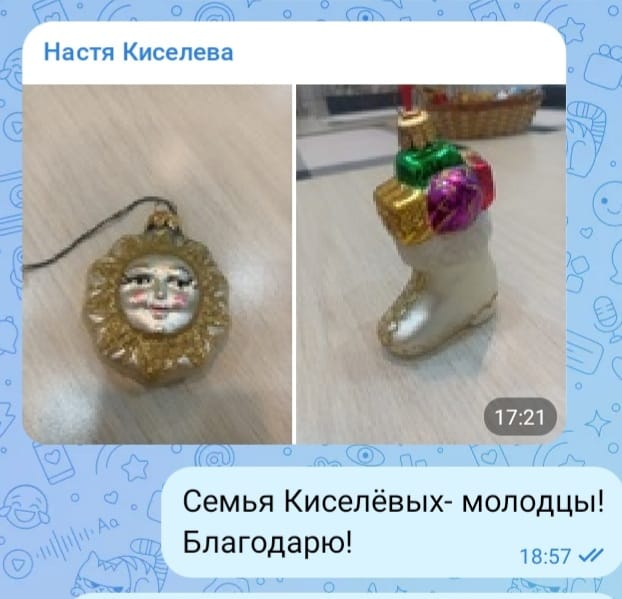 Настя Киселева
17:21
Семья Киселёвых- молодцы!
Благодарю!
18:57